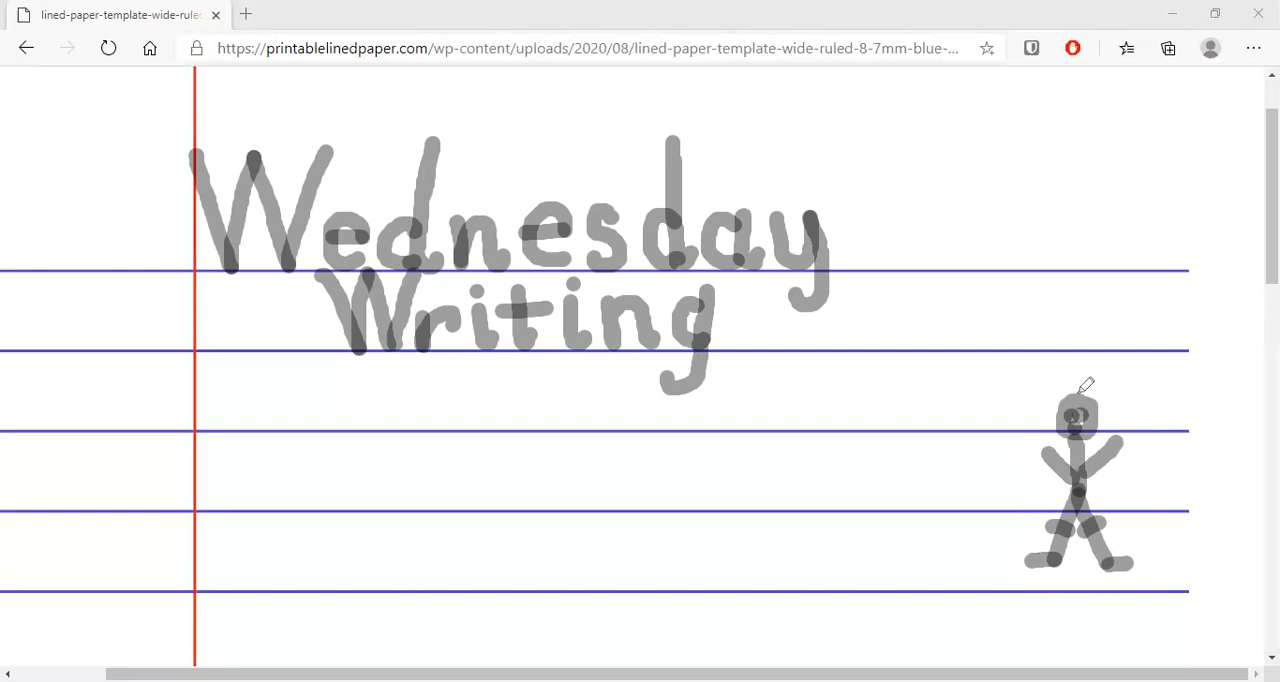 lined-paper-template-wide-rule
https://printablelinedpaper.com/wp-content/uploads/2020/08/lined-paper-template-wide-ruled-8-7mm-blue-...
Wednesday
Writing